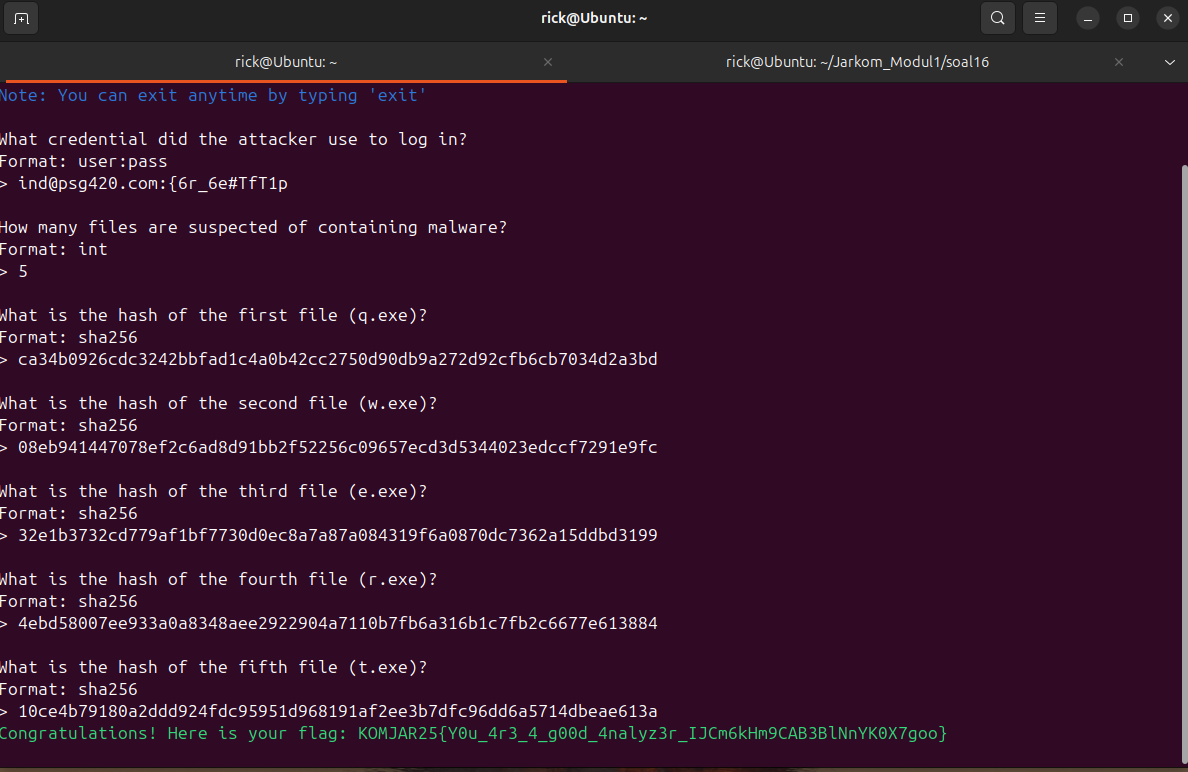 rick@Ubuntu: ~
rick@Ubuntu: ~
rick@Ubuntu: ~/Jarkom_Modul1/soal16
Note: You can exit anytime by typing 'exit'
What credential did the attacker use to log in?
Format: user:pass
> ind@psg420.com:{6r_6e#TfT1p
How many files are suspected of containing malware?
Format: int
> 5
What is the hash of the first file (q.exe)?
Format: sha256
> ca34b0926cdc3242bbfad1c4a0b42cc2750d90db9a272d92cfb6cb7034d2a3bd
What is the hash of the second file (w.exe)?
Format: sha256
> 08eb941447078ef2c6ad8d91bb2f52256c09657ecd3d5344023edccf7291e9fc
What is the hash of the third file (e.exe)?
Format: sha256
> 32e1b3732cd779af1bf7730d0ec8a7a87a084319f6a0870dc7362a15ddbd3199
What is the hash of the fourth file (r.exe)?
Format: sha256
> 4ebd58007ee933a0a8348aee2922904a7110b7fb6a316b1c7fb2c6677e613884
What is the hash of the fifth file (t.exe)?
Format: sha256
> 10ce4b79180a2ddd924fdc95951d968191af2ee3b7dfc96dd6a5714dbeae613a
Congratulations! Here is your flag: KOMJAR25{Y0u_4r3_4_g00d_4nalyz3r_IJCm6kHm9CAB3BlNnYK0X7goo}